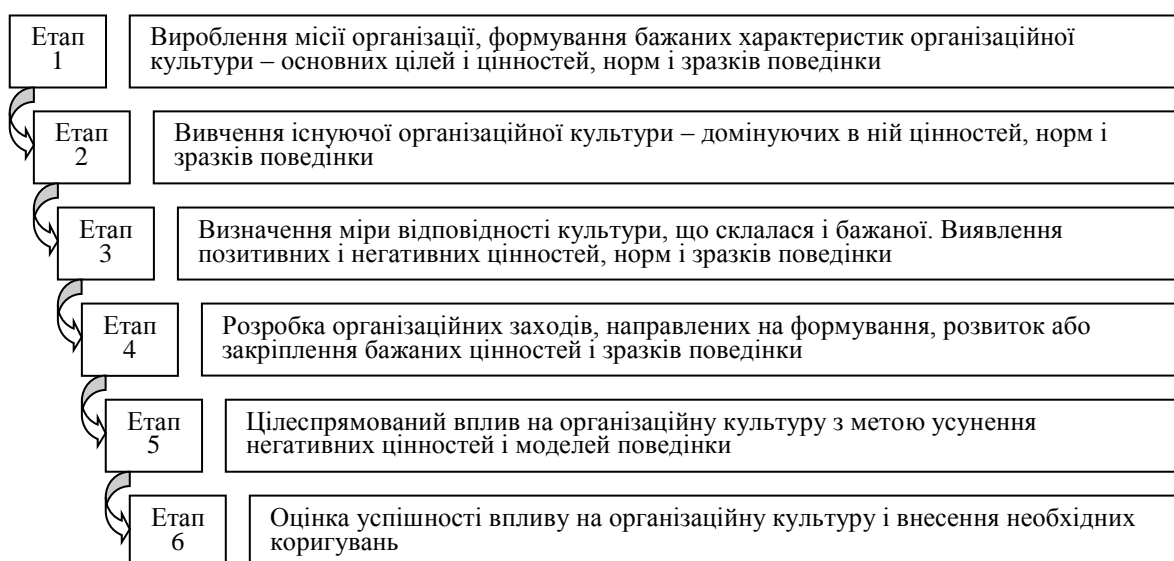 Етап
1
Вироблення місії організації, формування бажаних характеристик організаційної
культури – основних цілей і цінностей, норм і зразків поведінки
Етап
2
Вивчення існуючої організаційної культури – домінуючих в ній цінностей, норм і
зразків поведінки
Етап
3
Визначення міри відповідності культури, що склалася і бажаної. Виявлення
позитивних і негативних цінностей, норм і зразків поведінки
Етап
4
Розробка організаційних заходів, направлених на формування, розвиток або
закріплення бажаних цінностей і зразків поведінки
Етап
5
Цілеспрямований вплив на організаційну культуру з метою усунення
негативних цінностей і моделей поведінки
Етап
6
Оцінка успішності впливу на організаційну культуру і внесення необхідних
коригувань